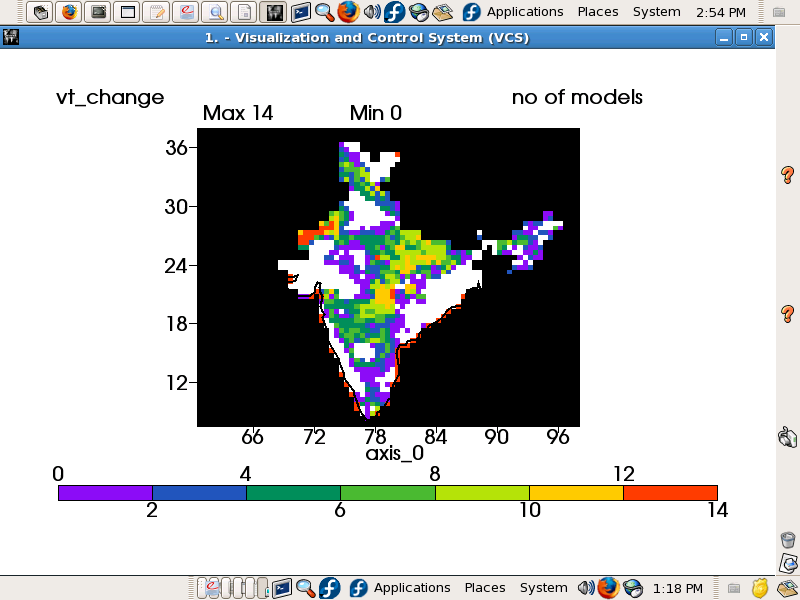 Applications Places System 2:54 PM
1. - Visualization and Control System (VCS)
vt_change
no of models
Max 14 Min 0
36
30
24
18
12
66 72 78 84 90 96
axis_0
0 4 8 12
2 6 10 14
Applications Places System 1:18 PM